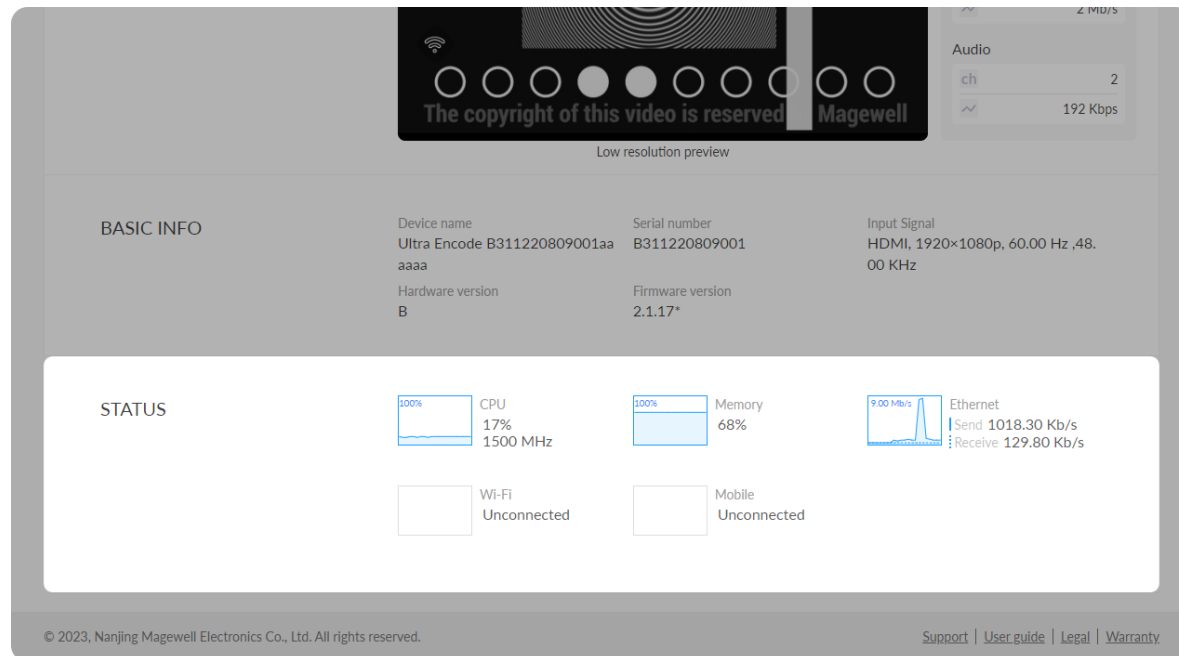 2 Mb/s
Audio
ch 2
192 Kbps
The copyright of this video is reserved Magewell
Low resolution preview
BASIC INFO
Device name
Ultra Encode B311220809001aa
aaaa
Serial number
B311220809001
Input Signal
HDMI, 1920×1080p, 60.00 Hz ,48.
00 KHz
Hardware version
B
Firmware version
2.1.17*
STATUS
100%
CPU
17%
1500 MHz
100%
Memory
68%
9.00 Mb/s
Ethernet
Send 1018.30 Kb/s
Receive 129.80 Kb/s
Wi-Fi
Unconnected
Mobile
Unconnected
© 2023, Nanjing Magewell Electronics Co., Ltd. All rights reserved.
Support | User guide | Legal | Warranty